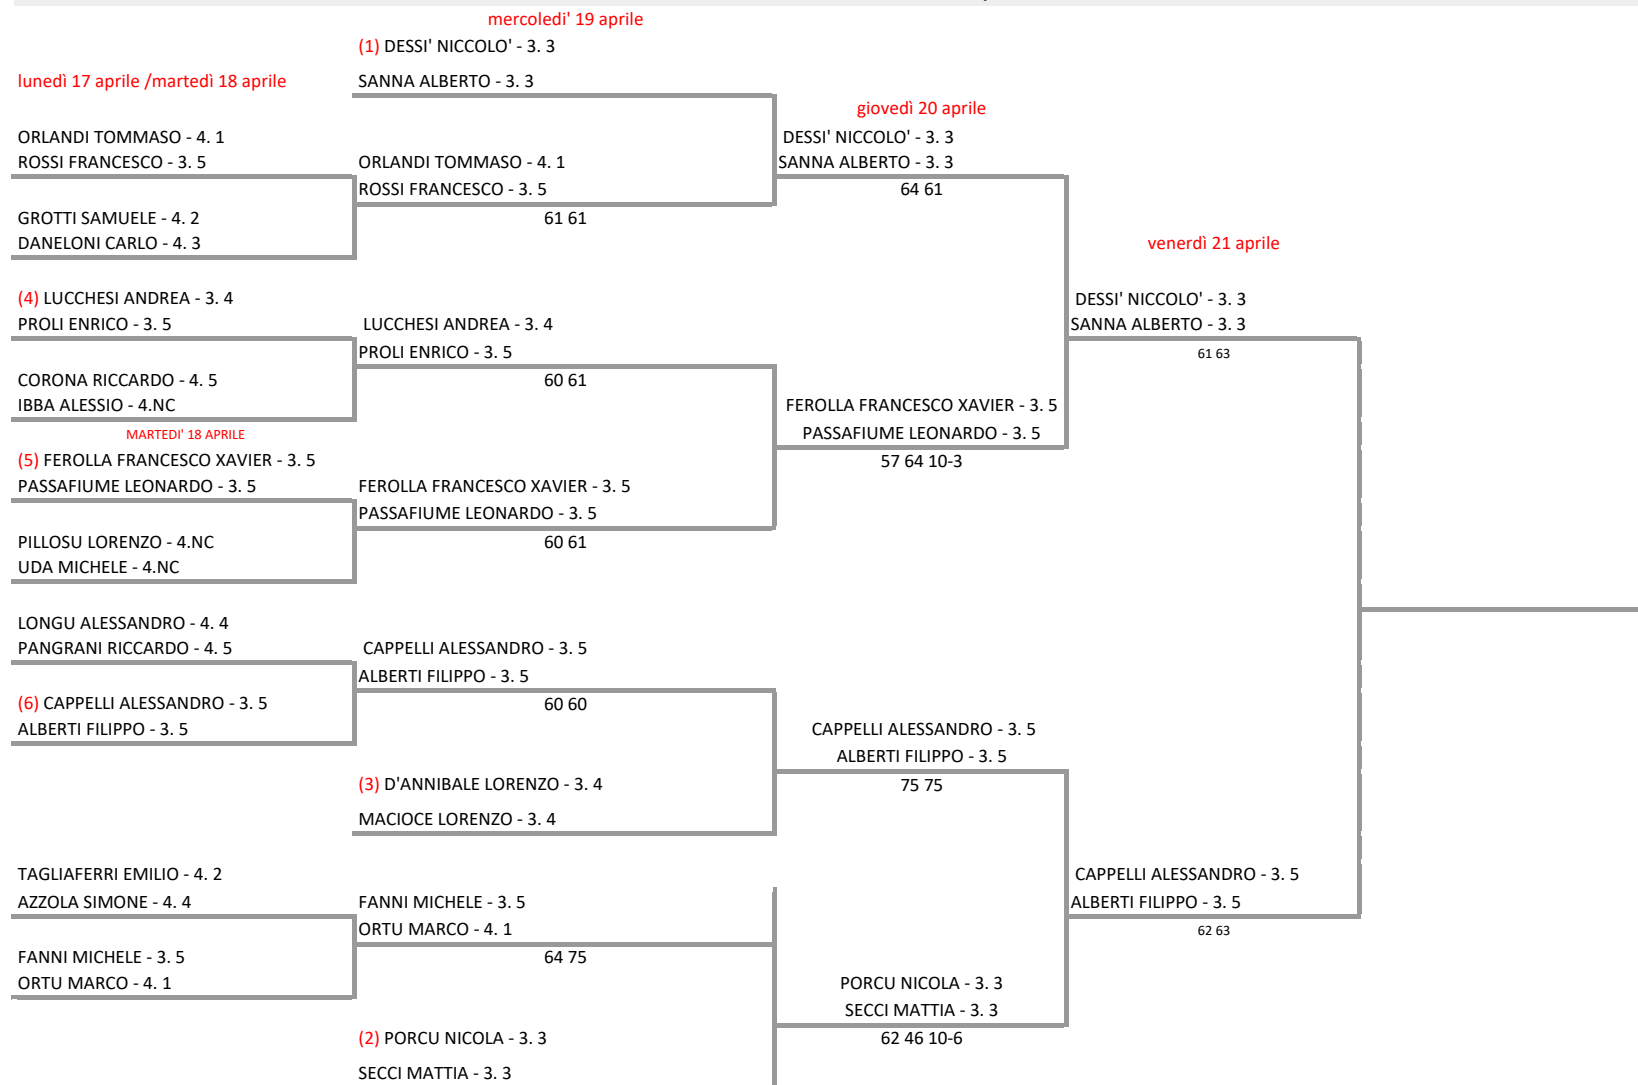 mercoledi' 19 aprile
(1) DESSI' NICCOLO' - 3. 3
lunedì 17 aprile /martedì 18 aprile
SANNA ALBERTO - 3. 3
giovedì 20 aprile
ORLANDI TOMMASO - 4. 1
DESSI' NICCOLO' - 3. 3
ROSSI FRANCESCO - 3. 5
ORLANDI TOMMASO - 4. 1
SANNA ALBERTO - 3. 3
ROSSI FRANCESCO - 3. 5
64 61
GROTTI SAMUELE - 4. 2
61 61
DANELONI CARLO - 4. 3
venerdì 21 aprile
(4) LUCCHESI ANDREA - 3. 4
DESSI' NICCOLO' - 3. 3
PROLI ENRICO - 3. 5
LUCCHESI ANDREA - 3. 4
SANNA ALBERTO - 3. 3
PROLI ENRICO - 3. 5
61 63
CORONA RICCARDO - 4. 5
60 61
IBBA ALESSIO - 4.NC
FEROLLA FRANCESCO XAVIER - 3. 5
MARTEDI' 18 APRILE
PASSAFIUME LEONARDO - 3. 5
(5) FEROLLA FRANCESCO XAVIER - 3. 5
57 64 10-3
PASSAFIUME LEONARDO - 3. 5
FEROLLA FRANCESCO XAVIER - 3. 5
PASSAFIUME LEONARDO - 3. 5
PILLOSU LORENZO - 4.NC
60 61
UDA MICHELE - 4.NC
LONGU ALESSANDRO - 4. 4
PANGRANI RICCARDO - 4. 5
CAPPELLI ALESSANDRO - 3. 5
ALBERTI FILIPPO - 3. 5
(6) CAPPELLI ALESSANDRO - 3. 5
60 60
ALBERTI FILIPPO - 3. 5
CAPPELLI ALESSANDRO - 3. 5
ALBERTI FILIPPO - 3. 5
(3) D'ANNIBALE LORENZO - 3. 4
75 75
MACIOCE LORENZO - 3. 4
TAGLIAFERRI EMILIO - 4. 2
CAPPELLI ALESSANDRO - 3. 5
AZZOLA SIMONE - 4. 4
FANNI MICHELE - 3. 5
ALBERTI FILIPPO - 3. 5
ORTU MARCO - 4. 1
62 63
FANNI MICHELE - 3. 5
64 75
ORTU MARCO - 4. 1
PORCU NICOLA - 3. 3
SECCI MATTIA - 3. 3
(2) PORCU NICOLA - 3. 3
62 46 10-6
SECCI MATTIA - 3. 3